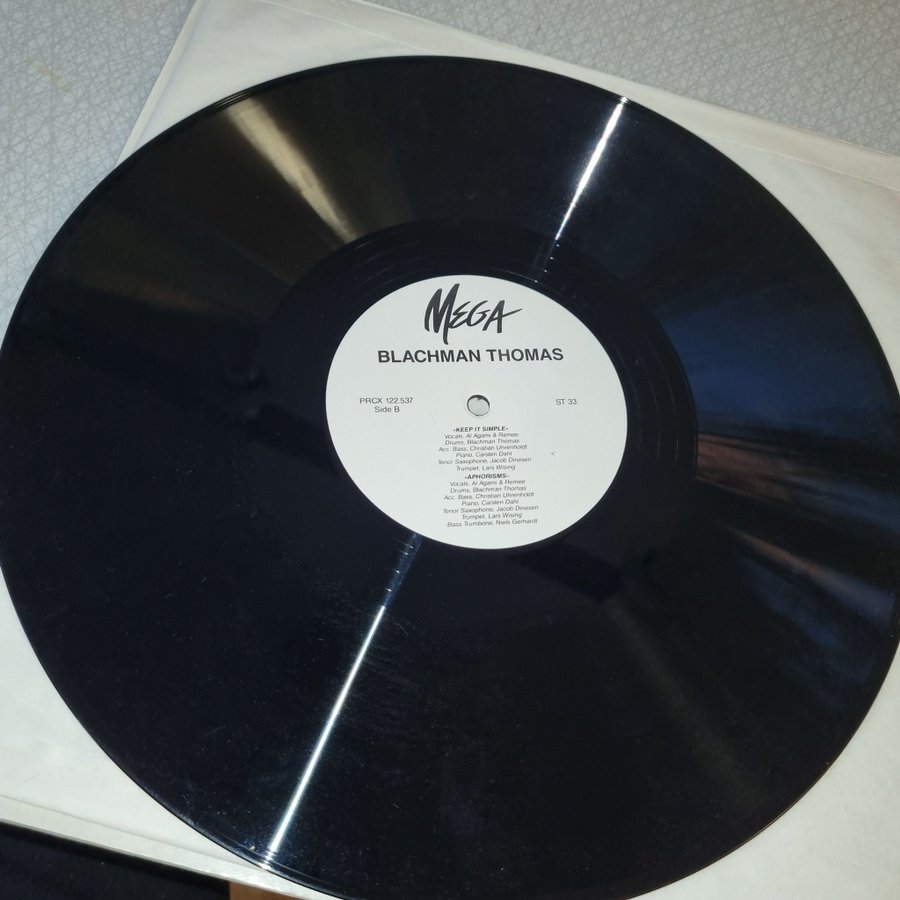 MEGA
BLACHMAN THOMAS
PRCX 122.537
Side B
ST 33
»KEEP IT SIMPLE«
Vocals, Al Agami & Remee
Drums, Blachman Thomas
Acc. Bass, Christian Uhrenholdt
Piano, Carsten Dahl
Tenor Saxophone, Jacob Dinesen
Trumpet, Lars Wising
»APHORISMS«
Vocals, Al Agami & Remee
Drums, Blachman Thomas
Acc. Bass, Christian Uhrenholdt
Piano, Carsten Dahl
Tenor Saxophone, Jacob Dinesen
Trumpet, Lars Wising
Bass Trumbone, Niels Gerhardt